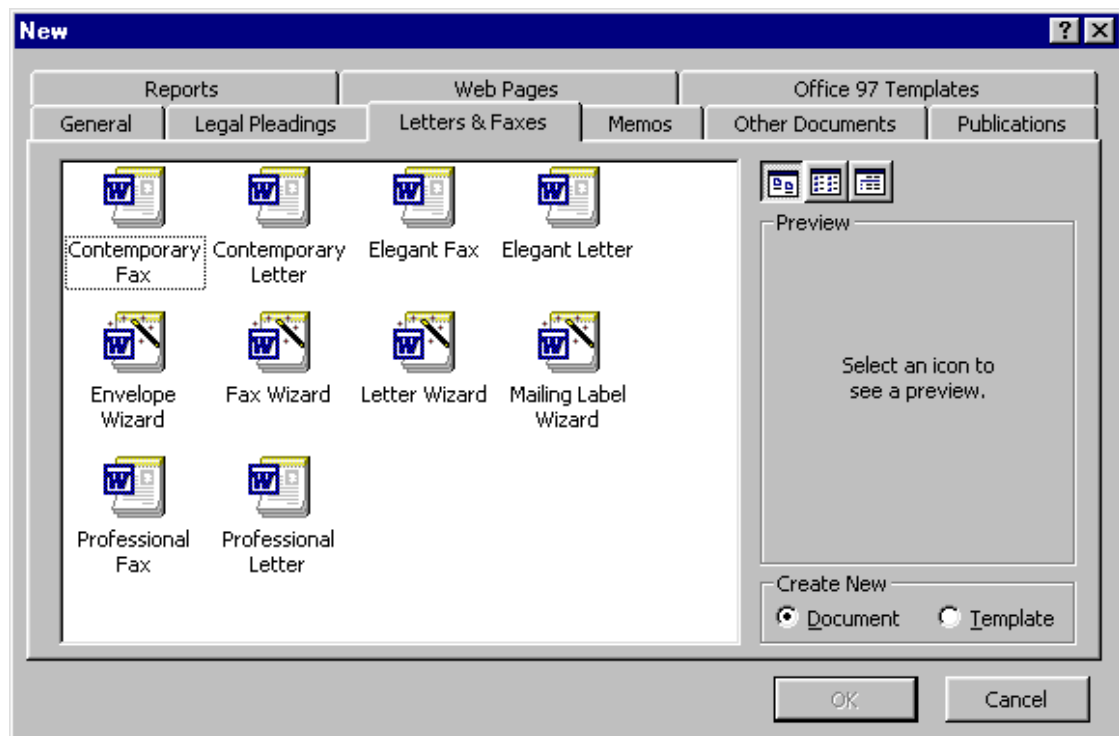 New
Reports Web Pages Office 97 Templates
General Legal Pleadings Letters & Faxes Memos Other Documents Publications
Contemporary Fax
Contemporary Letter
Elegant Fax
Elegant Letter
Preview
Envelope Wizard
Fax Wizard
Letter Wizard
Mailing Label Wizard
Select an icon to
see a preview.
Professional Fax
Professional Letter
Create New
Document Template
OK Cancel